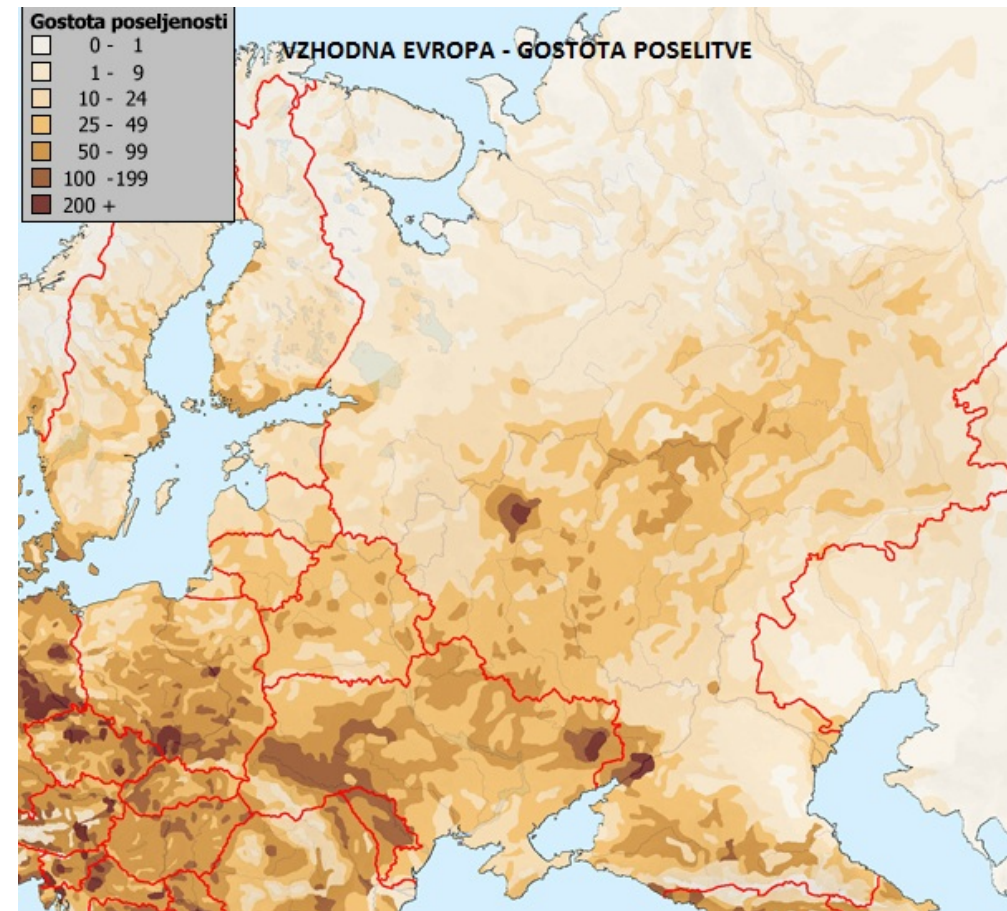 Gostota poseljenosti
0 - 1
1 - 9
10 - 24
25 - 49
50 - 99
100 -199
200 +
VZHODNA EVROPA - GOSTOTA POSELITVE